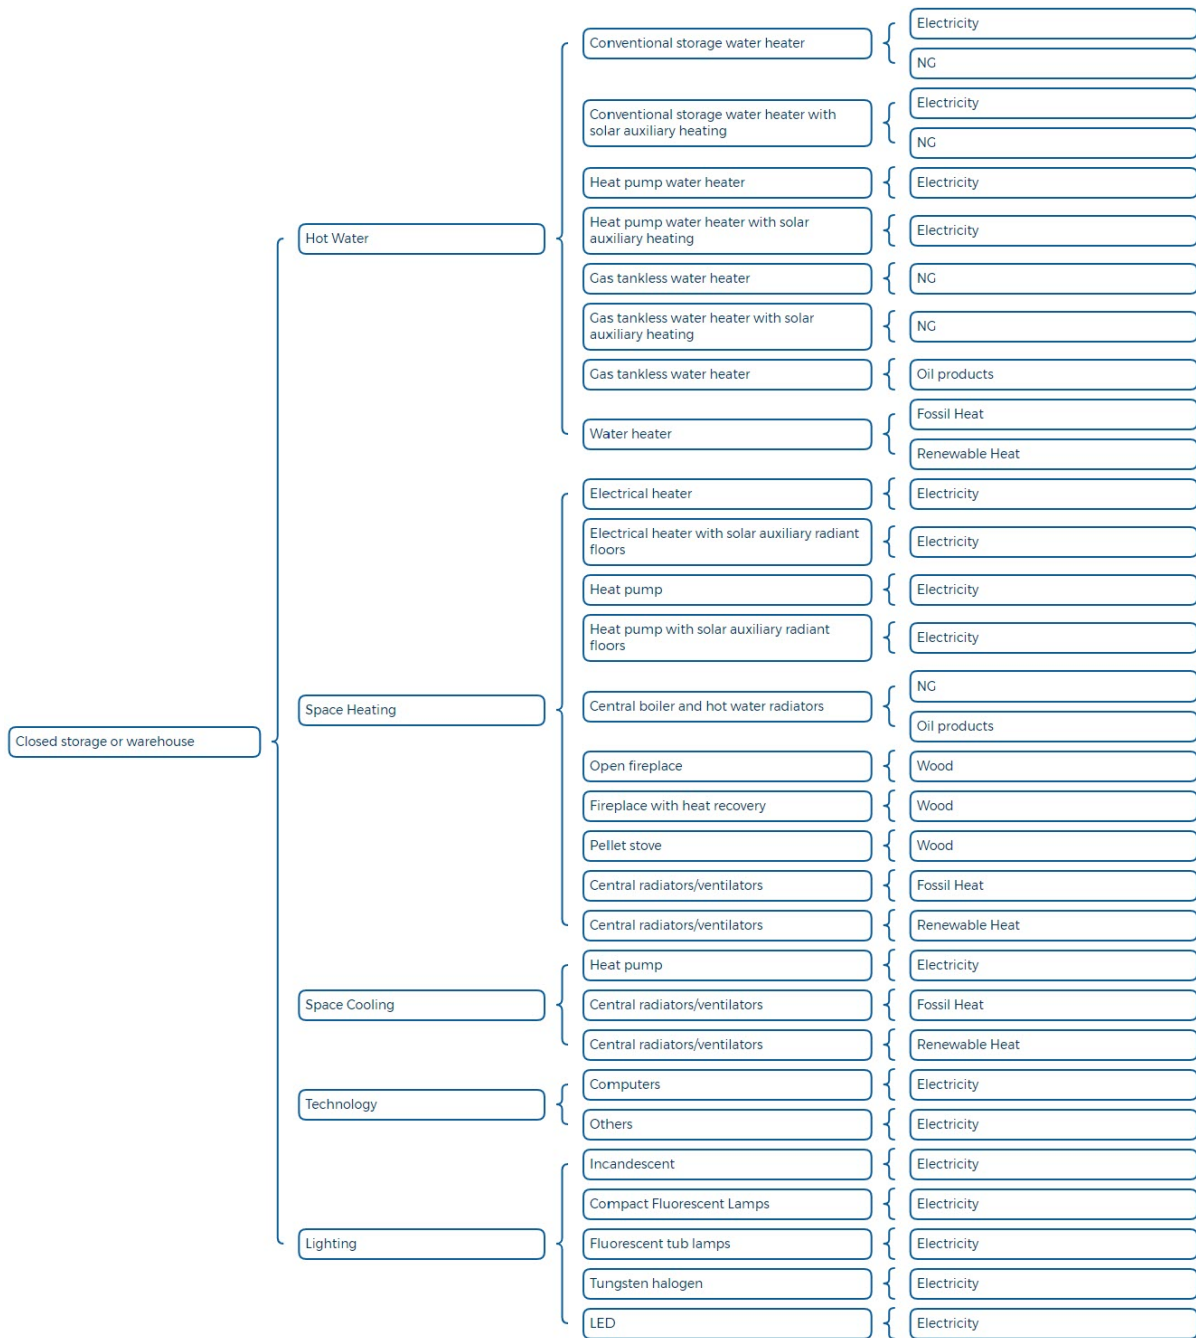 Closed storage or warehouse
Hot Water
Conventional storage water heater
Electricity
NG
Conventional storage water heater with
solar auxiliary heating
Electricity
NG
Heat pump water heater
Electricity
Heat pump water heater with solar
auxiliary heating
Electricity
Gas tankless water heater
NG
Gas tankless water heater with solar
auxiliary heating
NG
Gas tankless water heater
Oil products
Water heater
Fossil Heat
Renewable Heat
Space Heating
Electrical heater
Electricity
Electrical heater with solar auxiliary radiant
floors
Electricity
Heat pump
Electricity
Heat pump with solar auxiliary radiant
floors
Electricity
Central boiler and hot water radiators
NG
Oil products
Open fireplace
Wood
Fireplace with heat recovery
Wood
Pellet stove
Wood
Central radiators/ventilators
Fossil Heat
Central radiators/ventilators
Renewable Heat
Space Cooling
Heat pump
Electricity
Central radiators/ventilators
Fossil Heat
Central radiators/ventilators
Renewable Heat
Technology
Computers
Electricity
Others
Electricity
Lighting
Incandescent
Electricity
Compact Fluorescent Lamps
Electricity
Fluorescent tub lamps
Electricity
Tungsten halogen
Electricity
LED
Electricity